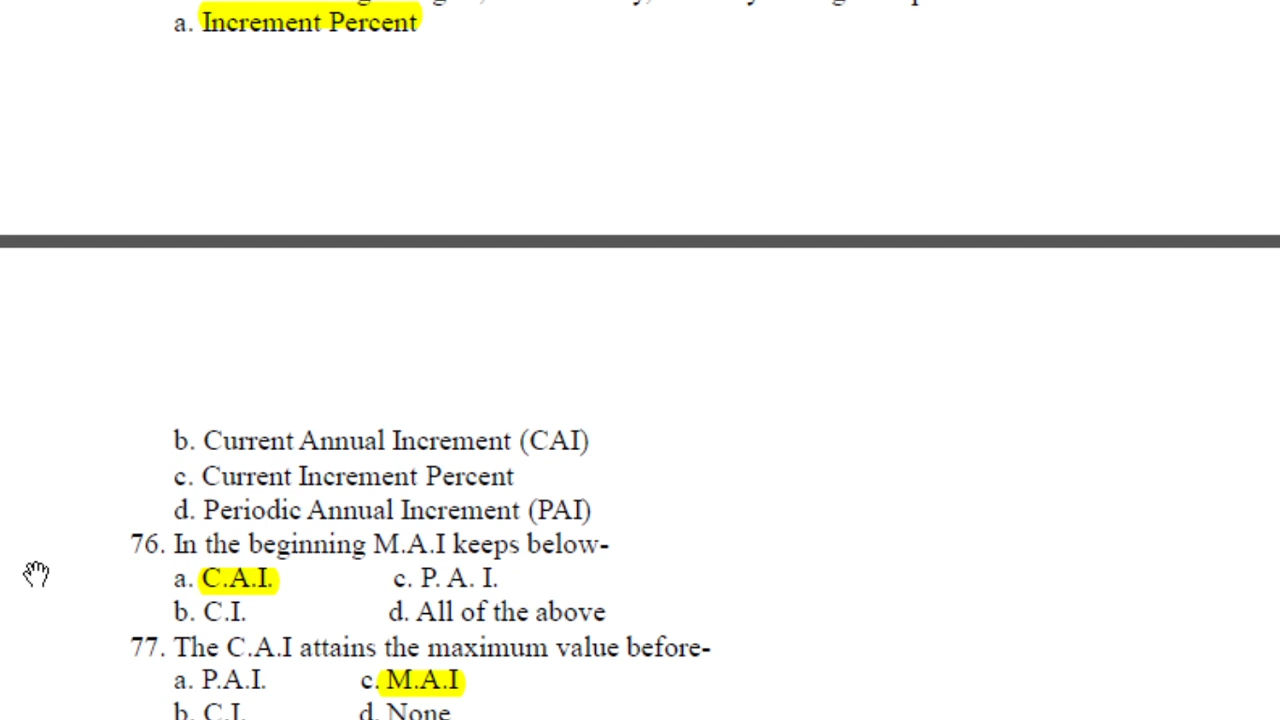 a. Increment Percent
b. Current Annual Increment (CAI)
c. Current Increment Percent
d. Periodic Annual Increment (PAI)
76. In the beginning M.A.I keeps below-
a. C.A.I. c. P. A. I.
b. C.I. d. All of the above
77. The C.A.I attains the maximum value before-
a. P.A.I. c. M.A.I
b. C.I. d. None